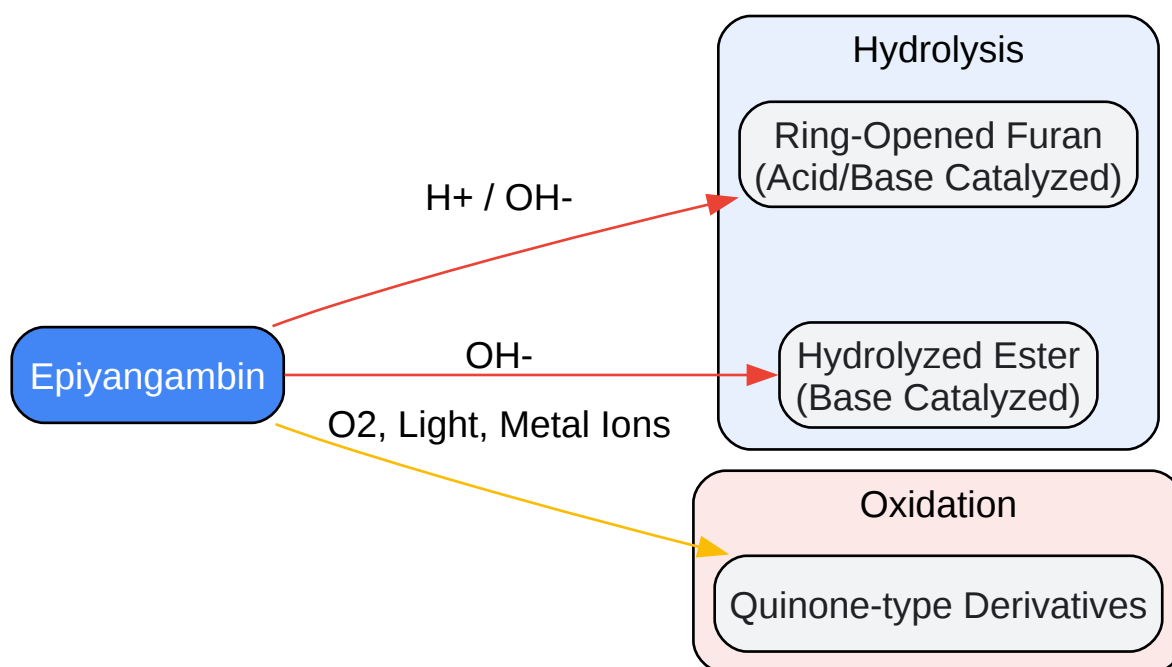 Hydrolysis
Ring-Opened Furan
(Acid/Base Catalyzed)
H+ / OH-
Epiyangambin
OH-
Hydrolyzed Ester
(Base Catalyzed)
O2, Light, Metal Ions
Oxidation
Quinone-type Derivatives